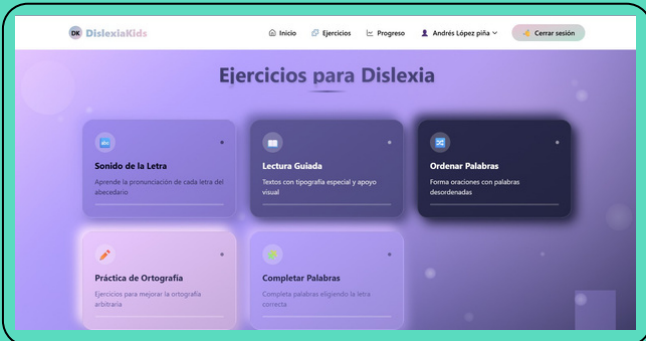 DK DislexiaKids
Inicio
Ejercicios
Progreso
Andrés López piña
Cerrar sesión
Ejercicios para Dislexia
abc
Sonido de la Letra
Aprende la pronunciación de cada letra del
abecedario
Lectura Guiada
Textos con tipografía especial y apoyo
visual
Ordenar Palabras
Forma oraciones con palabras
desordenadas
Práctica de Ortografía
Ejercicios para mejorar la ortografía
arbitraria
Completar Palabras
Completa palabras eligiendo la letra
correcta